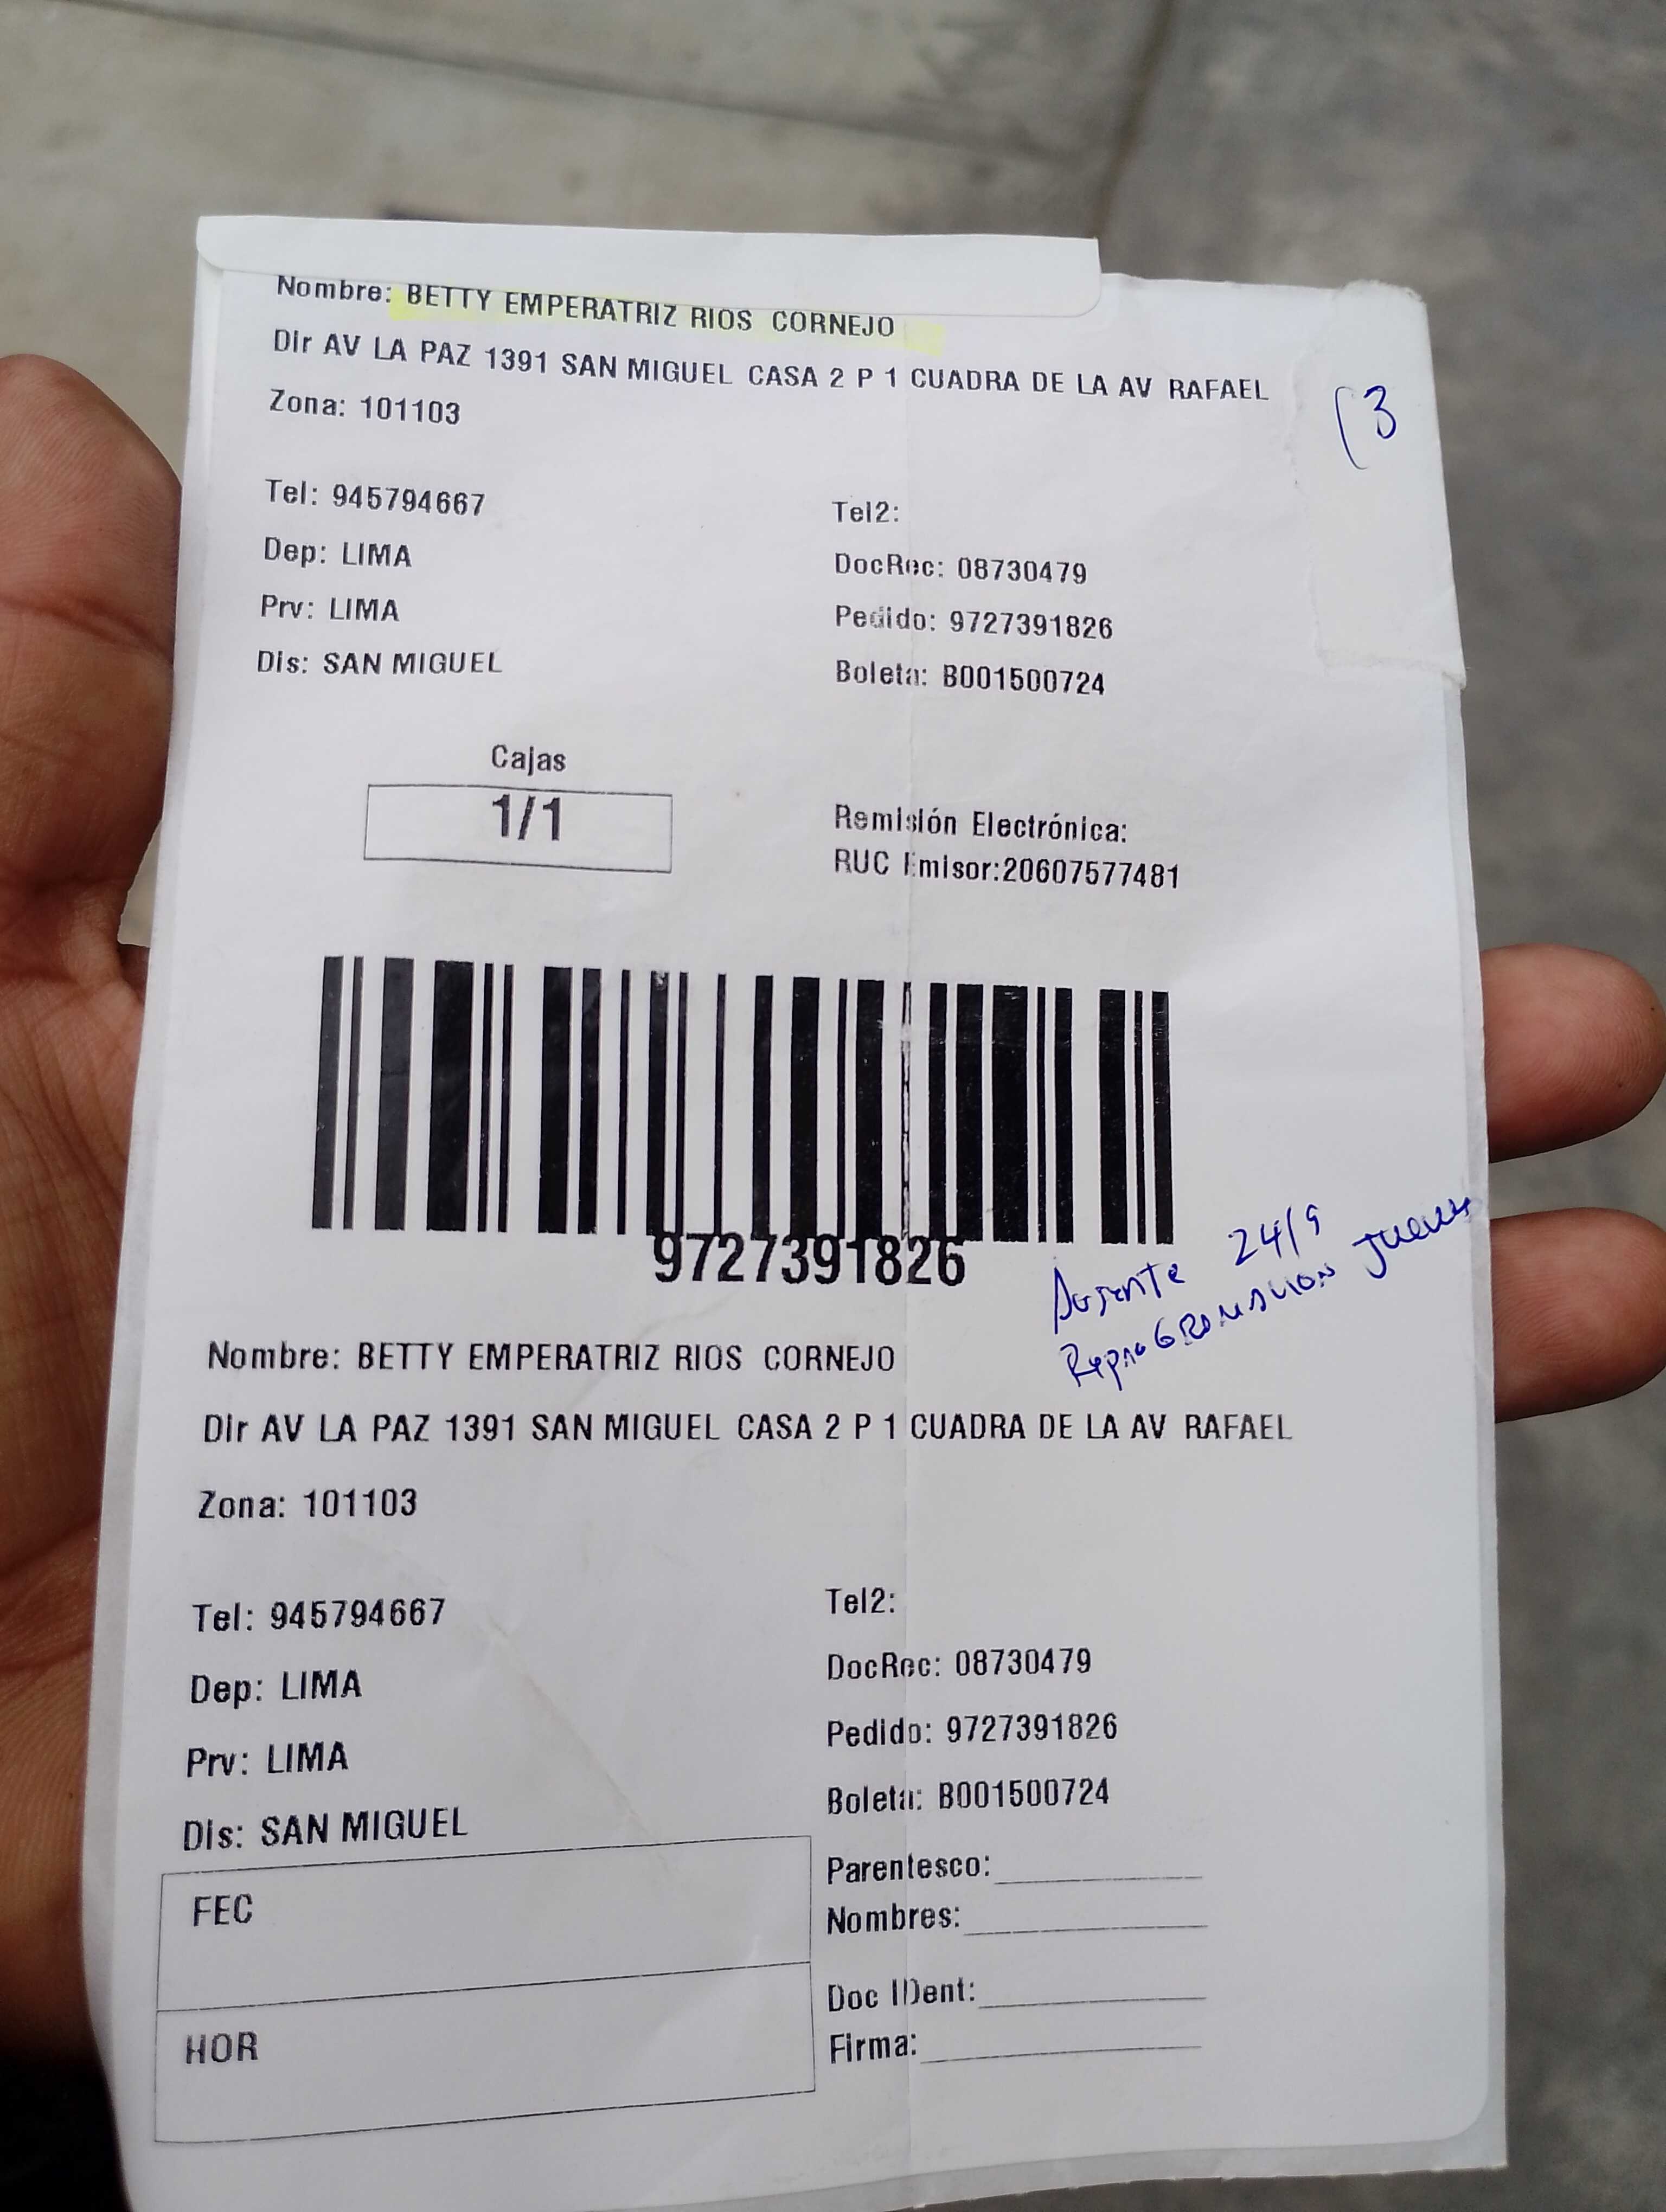 Nombre: BETTY EMPERATRIZ RIOS CORNEJO
Dir AV LA PAZ 1391 SAN MIGUEL CASA 2 P 1 CUADRA DE LA AV RAFAEL
(3
Zona: 101103
Tel: 945794667
Tel2:
Dep: LIMA
DocRec: 08730479
Prv: LIMA
Pedido: 9727391826
Dis: SAN MIGUEL
Boleta: B001500724
Cajas
1/1
Remisión Electrónica:
RUC Emisor:20607577481
9727391826
Ausente 24/9
Reprogramacion Jueves
Nombre: BETTY EMPERATRIZ RIOS CORNEJO
Dir AV LA PAZ 1391 SAN MIGUEL CASA 2 P 1 CUADRA DE LA AV RAFAEL
Zona: 101103
Tel: 945794667
Tel2:
Dep: LIMA
DocRec: 08730479
Prv: LIMA
Pedido: 9727391826
Dis: SAN MIGUEL
Boleta: B001500724
FEC
Parentesco:
Nombres:
HOR
Doc IDent:
Firma: